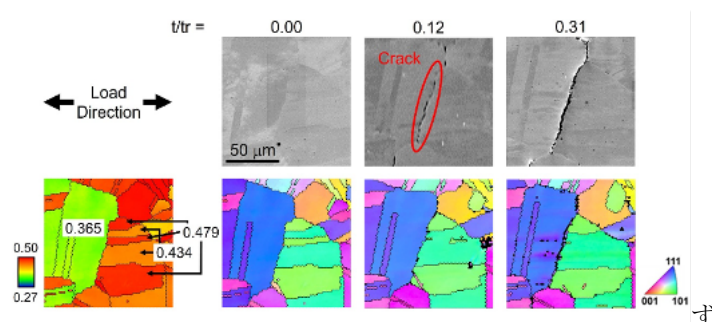 t/tr = 0.00 0.12 0.31
Crack
Load
Direction
50 μm
0.365
0.479
0.434
0.50
0.27
111
001 101
ず